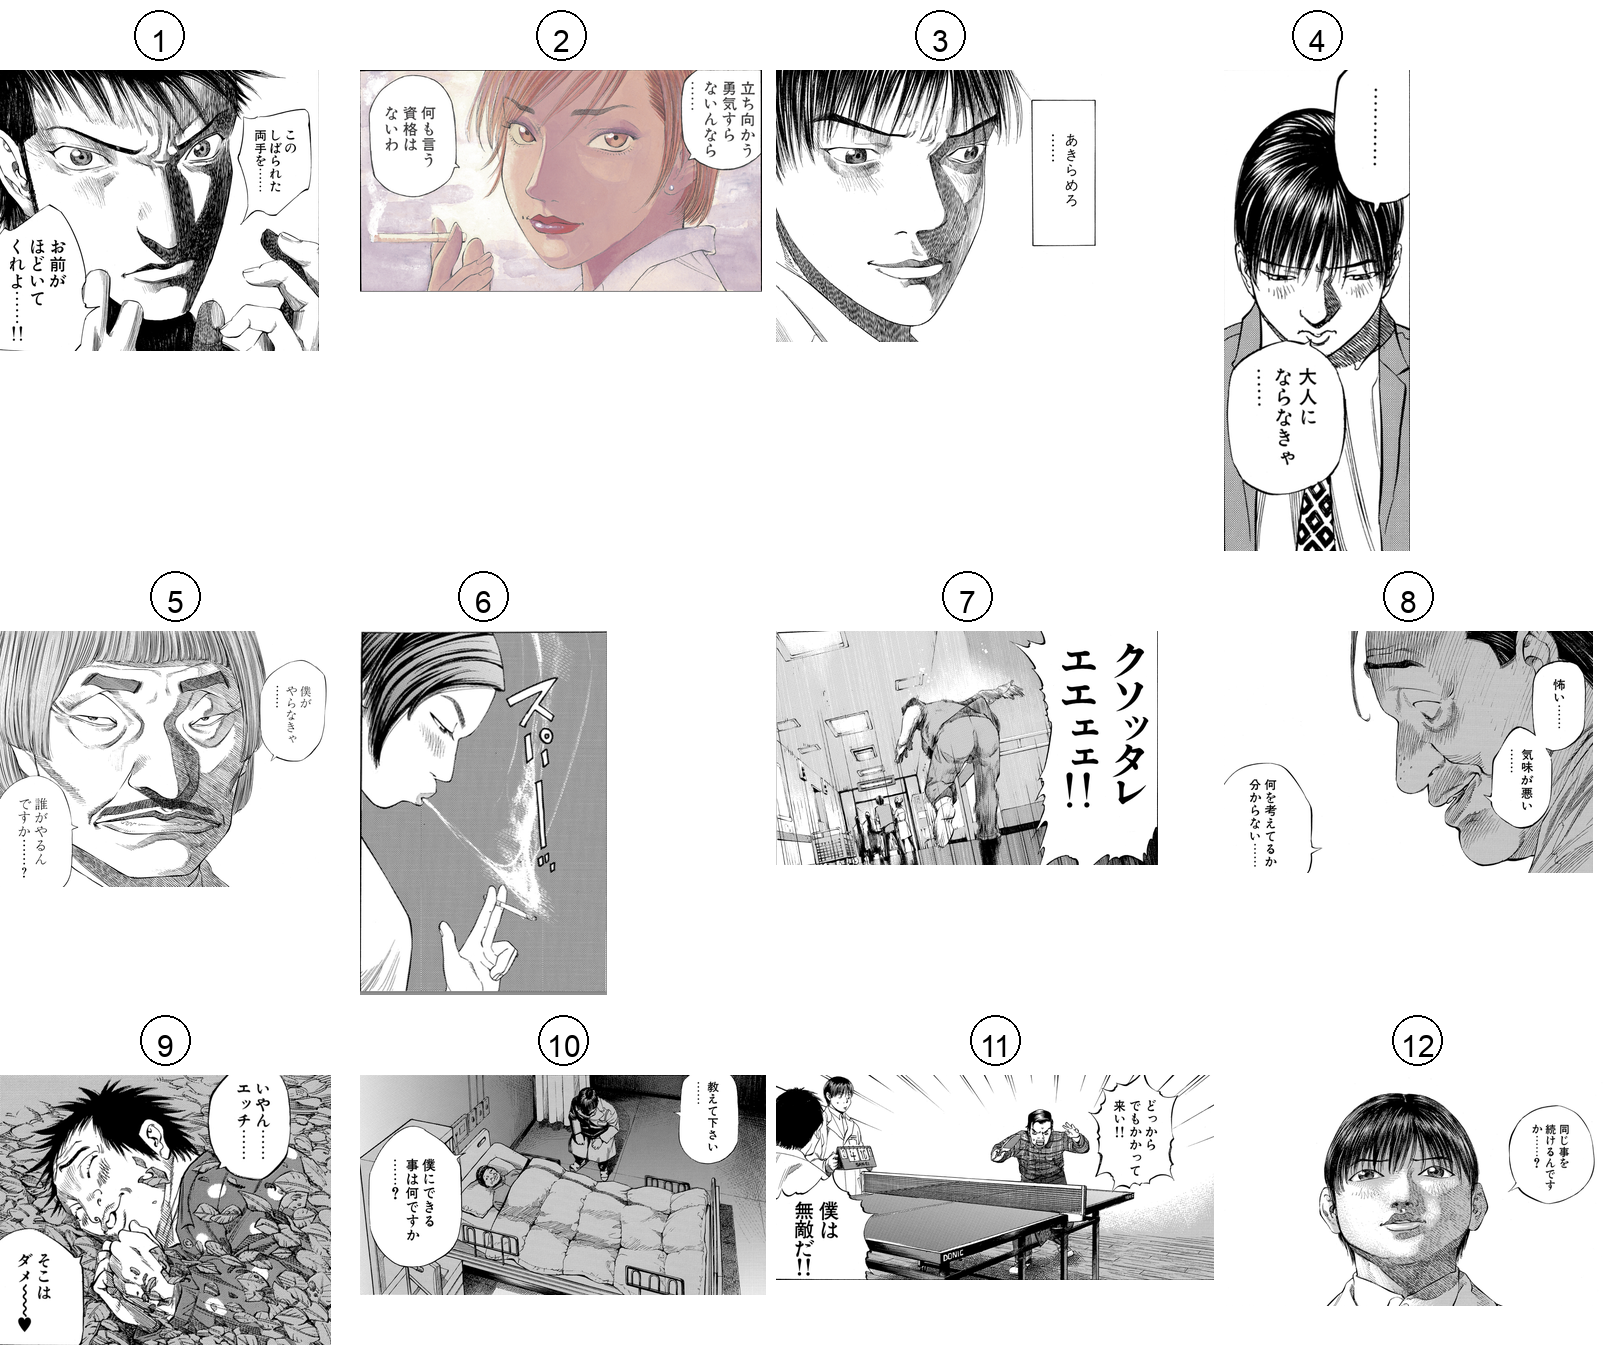 1
この
しばられた
両手を……
お前が
ほどいて
くれよ……!!
2
立ち向かう
勇気すら
ないんなら
……
何も言う
資格は
ないわ
3
あきらめろ
……
4
…………
大人に
ならなきゃ
……
5
僕が
やらなきゃ
……
誰がやるん
ですか……?
6
スパーーッ
7
クソッタレ
エエェェ!!
8
怖い……
気味が悪い
……
何を考えてるか
分からない……
9
いやん……
エッチ……
そこは
ダメ〜〜♥
10
教えて下さい
……
僕にできる
事は何ですか
……?
11
どっから
でもかかって
来い!!
僕は
無敵だ!!
DONIC
12
同じ事を
続けるんです
か……?